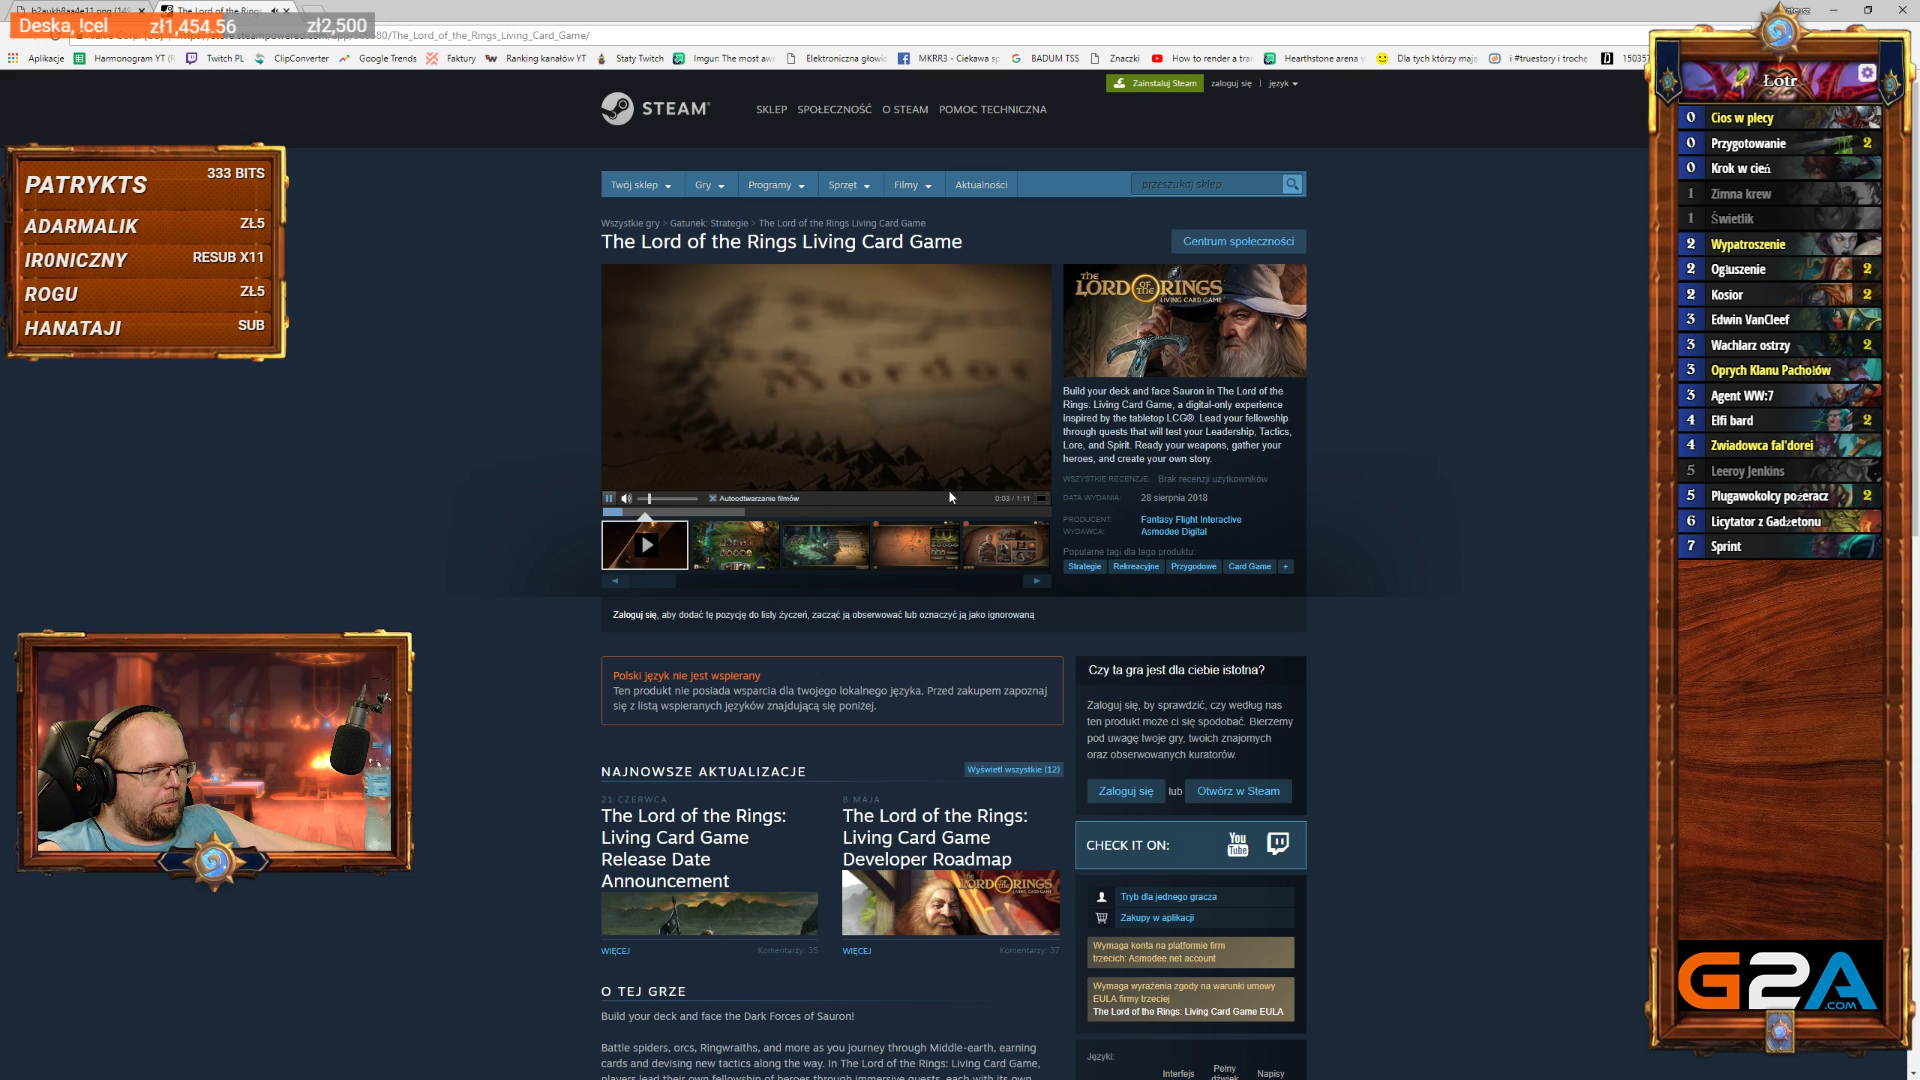 The Lord of the Rings
Deska, !cel zł1,454.56 zł2,500
/The_Lord_of_the_Rings_Living_Card_Game/
Aplikacje Harmonogram YT Twitch PL ClipConverter Google Trends Faktury Ranking kanałów YT Staty Twitch Imgur: The most awe Elektroniczna głowic MKRR3 - Ciekawa sp BADUM TSS Znaczki How to render a tran Hearthstone arena Dla tych którzy mają i #truestory i trochę 150357
Zainstaluj Steam zaloguj się | język
STEAM
SKLEP SPOŁECZNOŚĆ O STEAM POMOC TECHNICZNA
Twój sklep Gry Programy Sprzęt Filmy Aktualności przeszukaj sklep
Wszystkie gry > Gatunek: Strategie > The Lord of the Rings Living Card Game
The Lord of the Rings Living Card Game
Centrum społeczności
Mordor
Autoodtwarzanie filmów
0:03 / 1:11
THE LORD OF THE RINGS
LIVING CARD GAME
Build your deck and face Sauron in The Lord of the
Rings: Living Card Game, a digital-only experience
inspired by the tabletop LCG®. Lead your fellowship
through quests that will test your Leadership, Tactics,
Lore, and Spirit. Ready your weapons, gather your
heroes, and create your own story.
WSZYSTKIE RECENZJE: Brak recenzji użytkowników
DATA WYDANIA: 28 sierpnia 2018
PRODUCENT: Fantasy Flight Interactive
WYDAWCA: Asmodee Digital
Popularne tagi dla tego produktu:
Strategie Rekreacyjne Przygodowe Card Game +
Zaloguj się, aby dodać tę pozycję do listy życzeń, zacząć ją obserwować lub oznaczyć ją jako ignorowaną
Polski język nie jest wspierany
Ten produkt nie posiada wsparcia dla twojego lokalnego języka. Przed zakupem zapoznaj
się z listą wspieranych języków znajdującą się poniżej.
Czy ta gra jest dla ciebie istotna?
Zaloguj się, by sprawdzić, czy według nas
ten produkt może ci się spodobać. Bierzemy
pod uwagę twoje gry, twoich znajomych
oraz obserwowanych kuratorów.
Zaloguj się lub Otwórz w Steam
NAJNOWSZE AKTUALIZACJE
Wyświetl wszystkie (12)
21 CZERWCA
The Lord of the Rings:
Living Card Game
Release Date
Announcement
WIĘCEJ Komentarzy: 35
8 MAJA
The Lord of the Rings:
Living Card Game
Developer Roadmap
LORD OF THE RINGS
WIĘCEJ Komentarzy: 37
CHECK IT ON: You Tube
Tryb dla jednego gracza
Zakupy w aplikacji
Wymaga konta na platformie firm
trzecich: Asmodee.net account
Wymaga wyrażenia zgody na warunki umowy
EULA firmy trzeciej
The Lord of the Rings: Living Card Game EULA
Języki:
Interfejs Pełny dźwięk Napisy
O TEJ GRZE
Build your deck and face the Dark Forces of Sauron!
Battle spiders, orcs, Ringwraiths, and more as you journey through Middle-earth, earning
cards and devising new tactics along the way. In The Lord of the Rings: Living Card Game,
players lead their own fellowship of heroes through immersive quests, each with its own
PATRYKTS 333 BITS
ADARMALIK ZŁ5
IR0NICZNY RESUB X11
ROGU ZŁ5
HANATAJI SUB
Łotr
0 Cios w plecy
0 Przygotowanie 2
0 Krok w cień
1 Zimna krew
1 Świetlik
2 Wypatroszenie
2 Ogłuszenie 2
2 Kosior 2
3 Edwin VanCleef
3 Wachlarz ostrzy 2
3 Oprych Klanu Pachołów
3 Agent WW:7
4 Elfi bard 2
4 Zwiadowca fal'dorei
5 Leeroy Jenkins
5 Plugawokolcy pożeracz 2
6 Licytator z Gadżetonu
7 Sprint
G2A
.COM